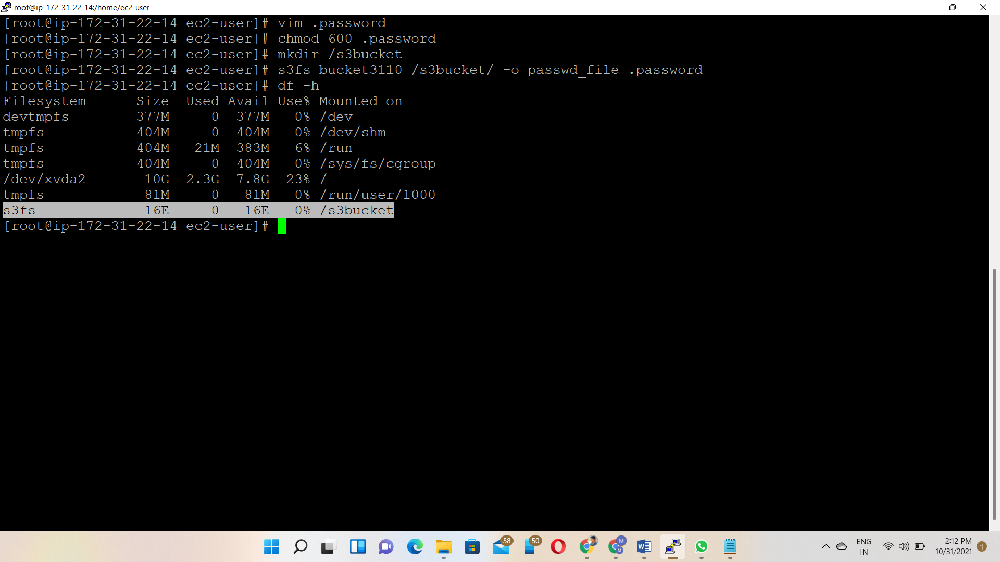 root@ip-172-31-22-14:/home/ec2-user
[root@ip-172-31-22-14 ec2-user]# vim .password
[root@ip-172-31-22-14 ec2-user]# chmod 600 .password
[root@ip-172-31-22-14 ec2-user]# mkdir /s3bucket
[root@ip-172-31-22-14 ec2-user]# s3fs bucket3110 /s3bucket/ -o passwd_file=.password
[root@ip-172-31-22-14 ec2-user]# df -h
Filesystem      Size  Used Avail Use% Mounted on
devtmpfs        377M     0  377M   0% /dev
tmpfs           404M     0  404M   0% /dev/shm
tmpfs           404M   21M  383M   6% /run
tmpfs           404M     0  404M   0% /sys/fs/cgroup
/dev/xvda2       10G  2.3G  7.8G  23% /
tmpfs            81M     0   81M   0% /run/user/1000
s3fs             16E     0   16E   0% /s3bucket
[root@ip-172-31-22-14 ec2-user]#
58
50
M
M
W
ENG
IN
2:12 PM
10/31/2021
1